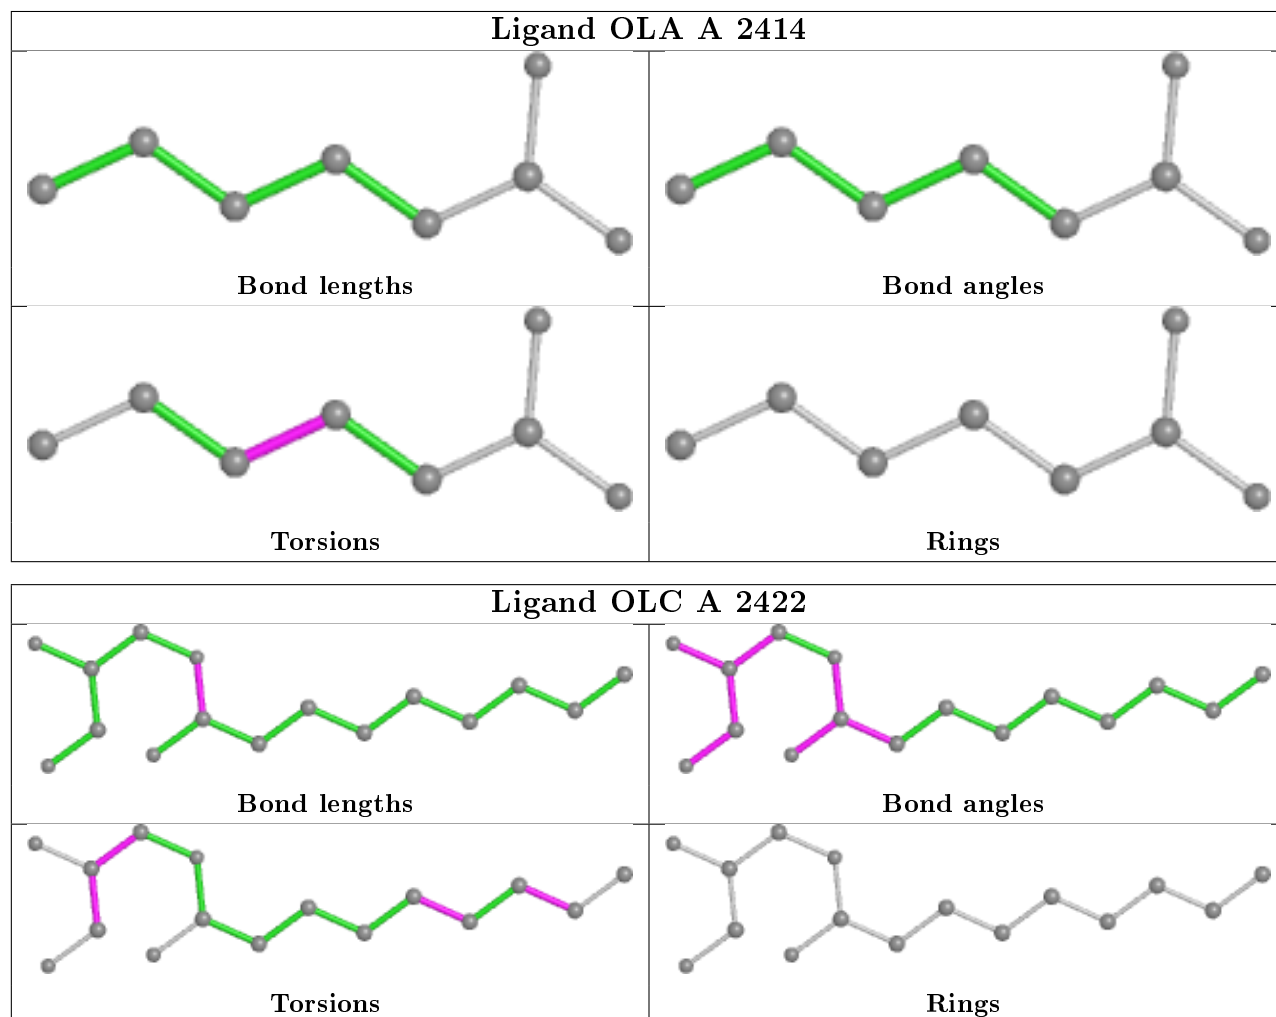 Ligand OLA A 2414
Bond lengths
Bond angles
Torsions
Rings
Ligand OLC A 2422
Bond lengths
Bond angles
Torsions
Rings